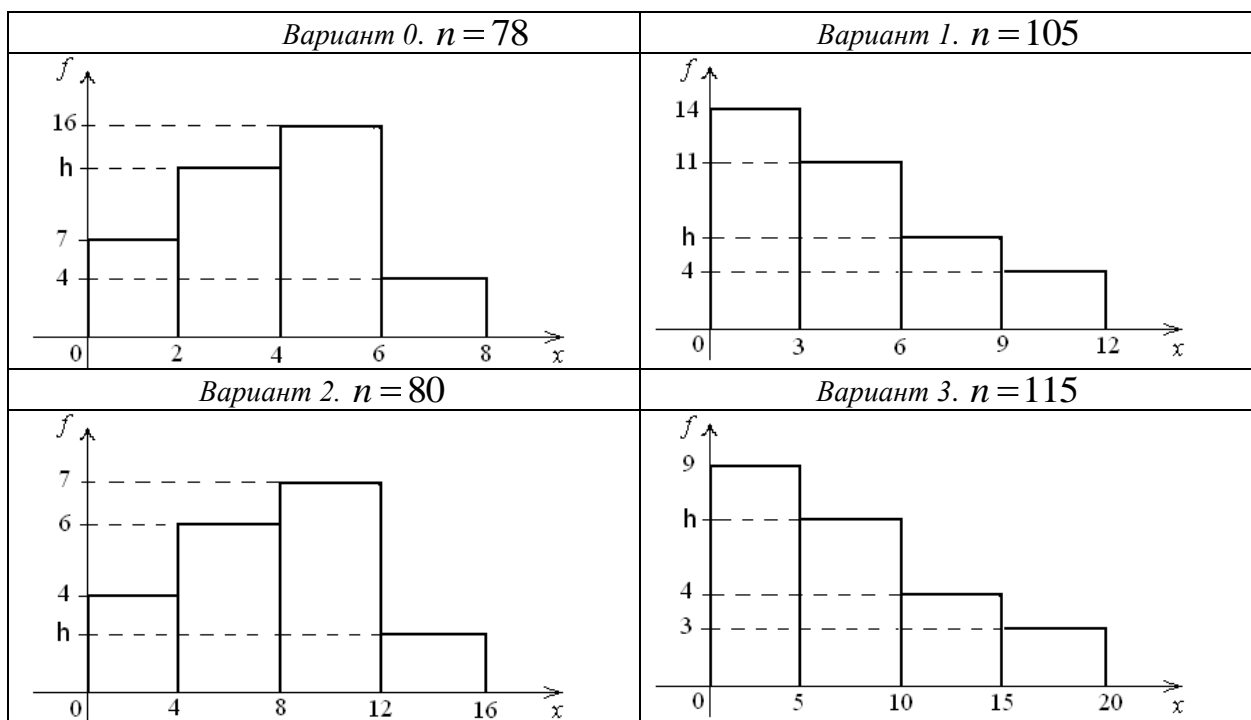 Вариант 0. n = 78
Вариант 1. n = 105
f
16
h
7
4
0 2 4 6 8 x
f
14
11
h
4
0 3 6 9 12 x
Вариант 2. n = 80
Вариант 3. n = 115
f
7
6
4
h
0 4 8 12 16 x
f
9
h
4
3
0 5 10 15 20 x